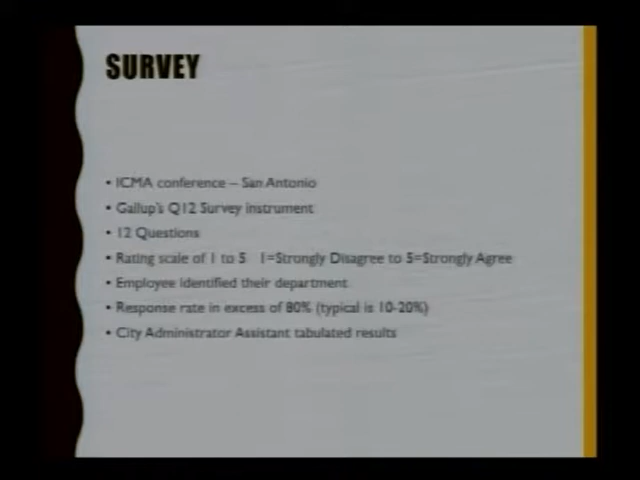 SURVEY
• ICMA conference – San Antonio
• Gallup's Q12 Survey instrument
• 12 Questions
• Rating scale of 1 to 5 1=Strongly Disagree to 5=Strongly Agree
• Employee identified their department
• Response rate in excess of 80% (typical is 10-20%)
• City Administrator Assistant tabulated results